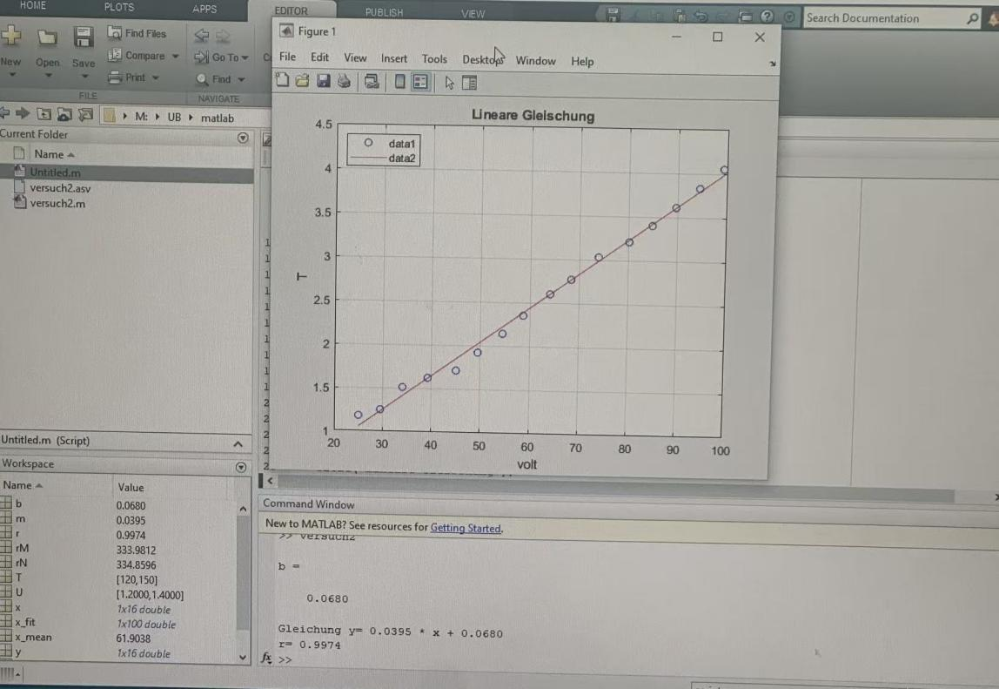 HOME PLOTS APPS EDITOR PUBLISH VIEW
Search Documentation
New Open Save
Find Files
Compare
Print
Go To
Find
FILE
NAVIGATE
M: UB matlab
Current Folder
Name
Untitled.m
versuch2.asv
versuch2.m
Untitled.m (Script)
Workspace
Name Value
b 0.0680
m 0.0395
r 0.9974
rM 333.9812
rN 334.8596
T [120,150]
U [1.2000,1.4000]
x 1x16 double
x_fit 1x100 double
x_mean 61.9038
y 1x16 double
Figure 1
File Edit View Insert Tools Desktop Window Help
Lineare Gleischung
data1
data2
4.5
4
3.5
3
2.5
2
1.5
1
T
20 30 40 50 60 70 80 90 100
volt
Command Window
New to MATLAB? See resources for Getting Started.
>> versuch2
b =
0.0680
Gleichung y= 0.0395 * x + 0.0680
r= 0.9974
fx >>